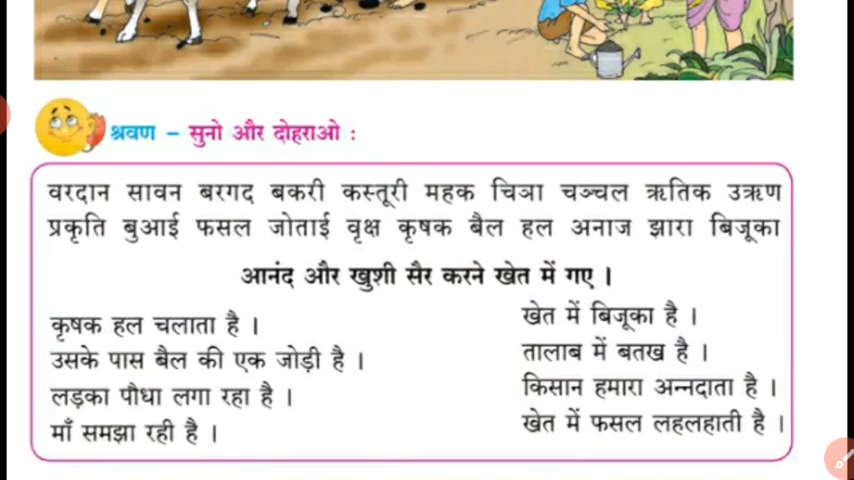 श्रवण – सुनो और दोहराओ :
वरदान सावन बरगद बकरी कस्तूरी महक चिञा चञ्चल ऋतिक उऋण
प्रकृति बुआई फसल जोताई वृक्ष कृषक बैल हल अनाज झारा बिजूका
आनंद और खुशी सैर करने खेत में गए ।
कृषक हल चलाता है ।
उसके पास बैल की एक जोड़ी है ।
लड़का पौधा लगा रहा है ।
माँ समझा रही है ।
खेत में बिजूका है ।
तालाब में बतख है ।
किसान हमारा अन्नदाता है ।
खेत में फसल लहलहाती है ।